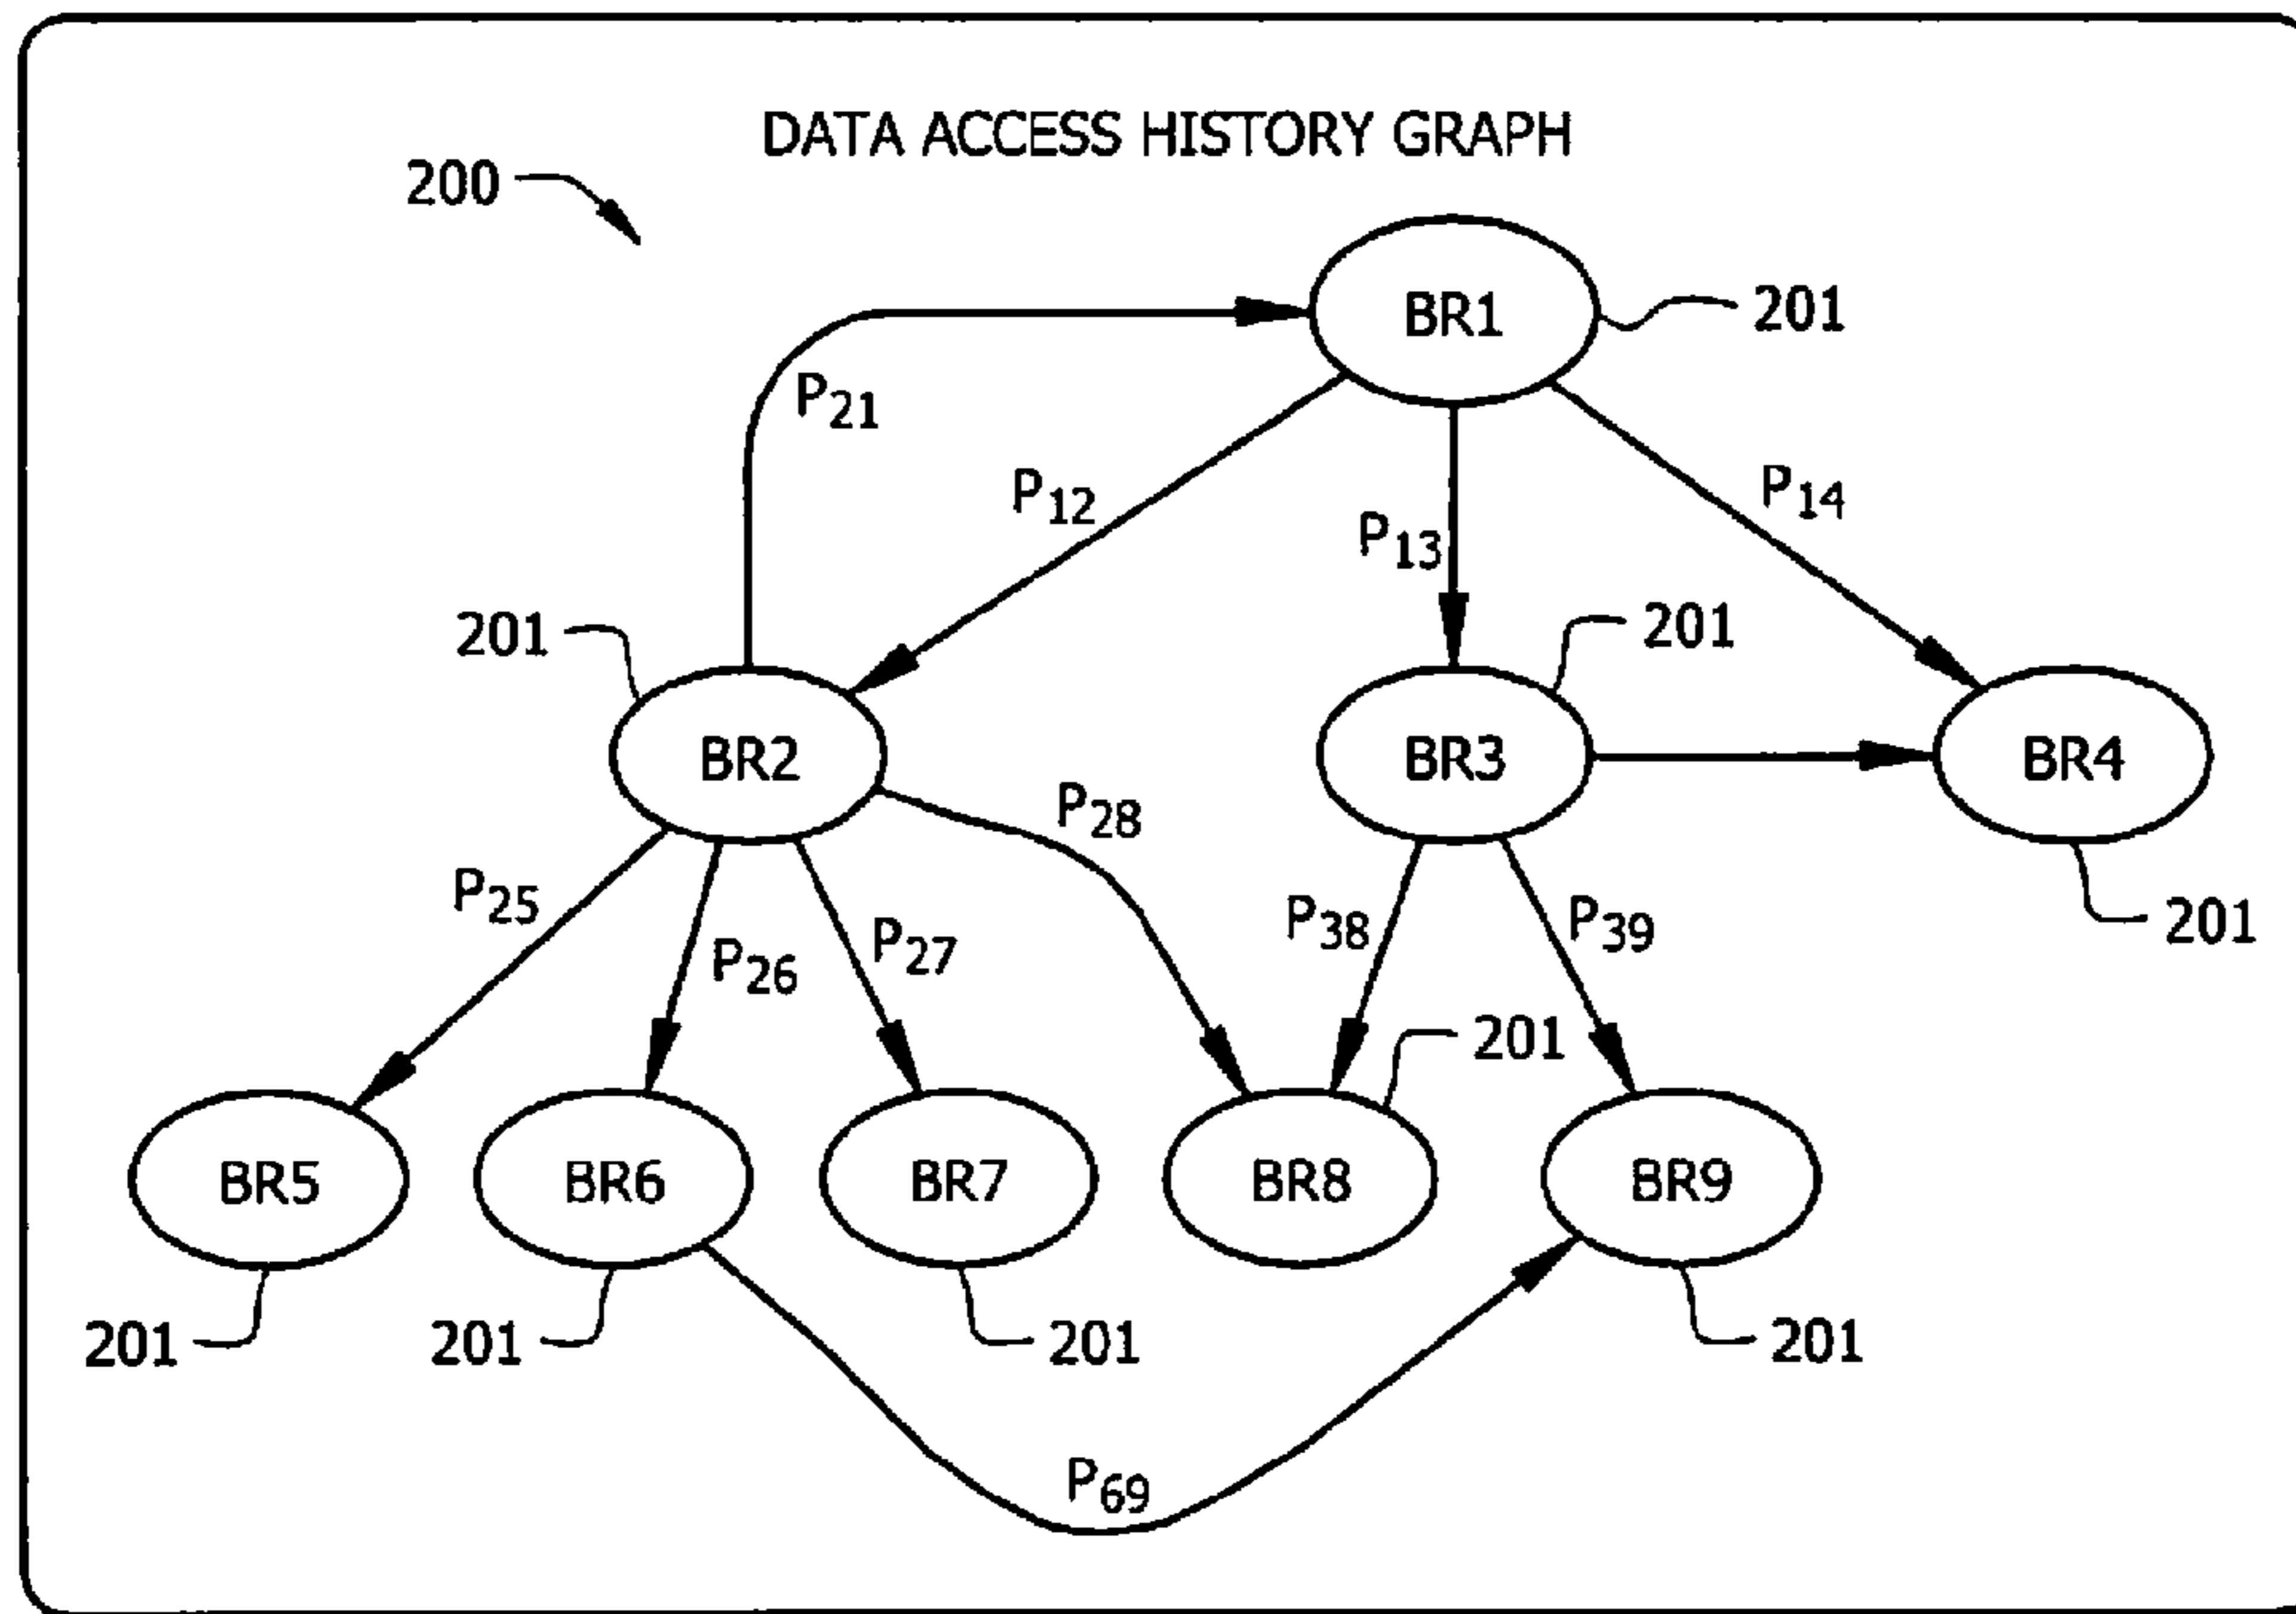 DATA ACCESS HISTORY GRAPH
200
BR1
201
P21
P12
P13
P14
201
201
BR2
BR3
BR4
P28
P25
P26
P27
P38
P39
201
201
BR5
BR6
BR7
BR8
BR9
201
201
201
201
P69